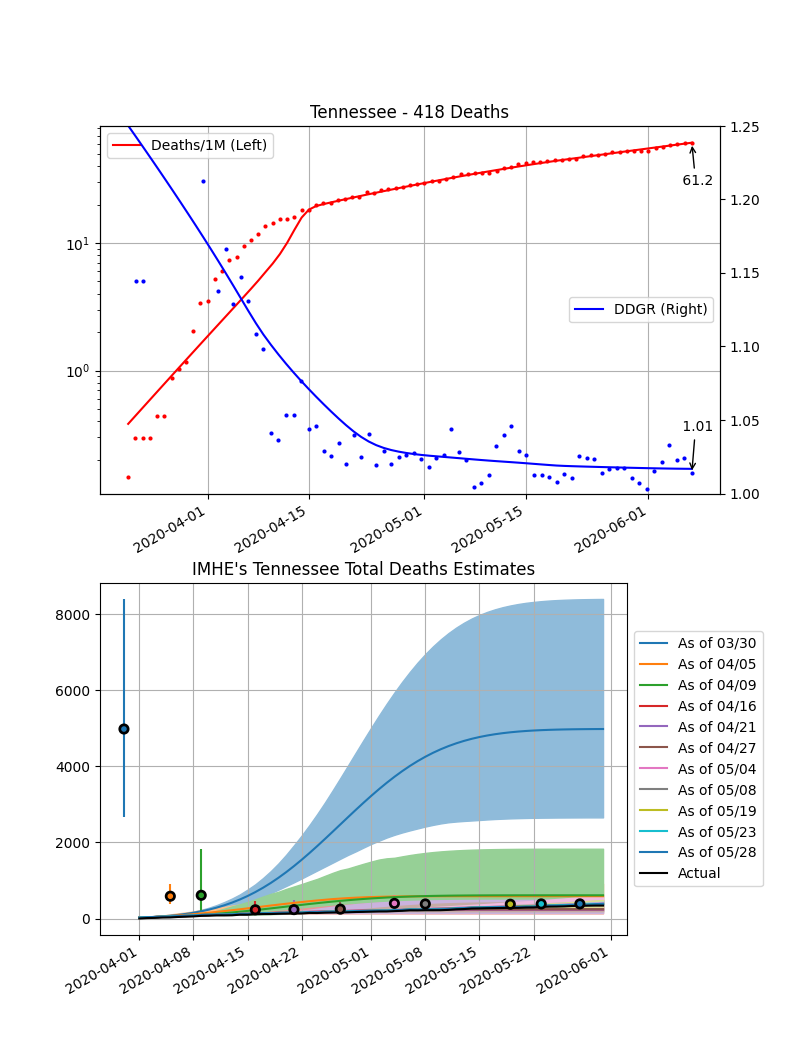 Tennessee - 418 Deaths
Deaths/1M (Left)
DDGR (Right)
61.2
1.01
10^1
10^0
1.25
1.20
1.15
1.10
1.05
1.00
2020-04-01
2020-04-15
2020-05-01
2020-05-15
2020-06-01
IMHE's Tennessee Total Deaths Estimates
8000
6000
4000
2000
0
2020-04-01
2020-04-08
2020-04-15
2020-04-22
2020-05-01
2020-05-08
2020-05-15
2020-05-22
2020-06-01
As of 03/30
As of 04/05
As of 04/09
As of 04/16
As of 04/21
As of 04/27
As of 05/04
As of 05/08
As of 05/19
As of 05/23
As of 05/28
Actual